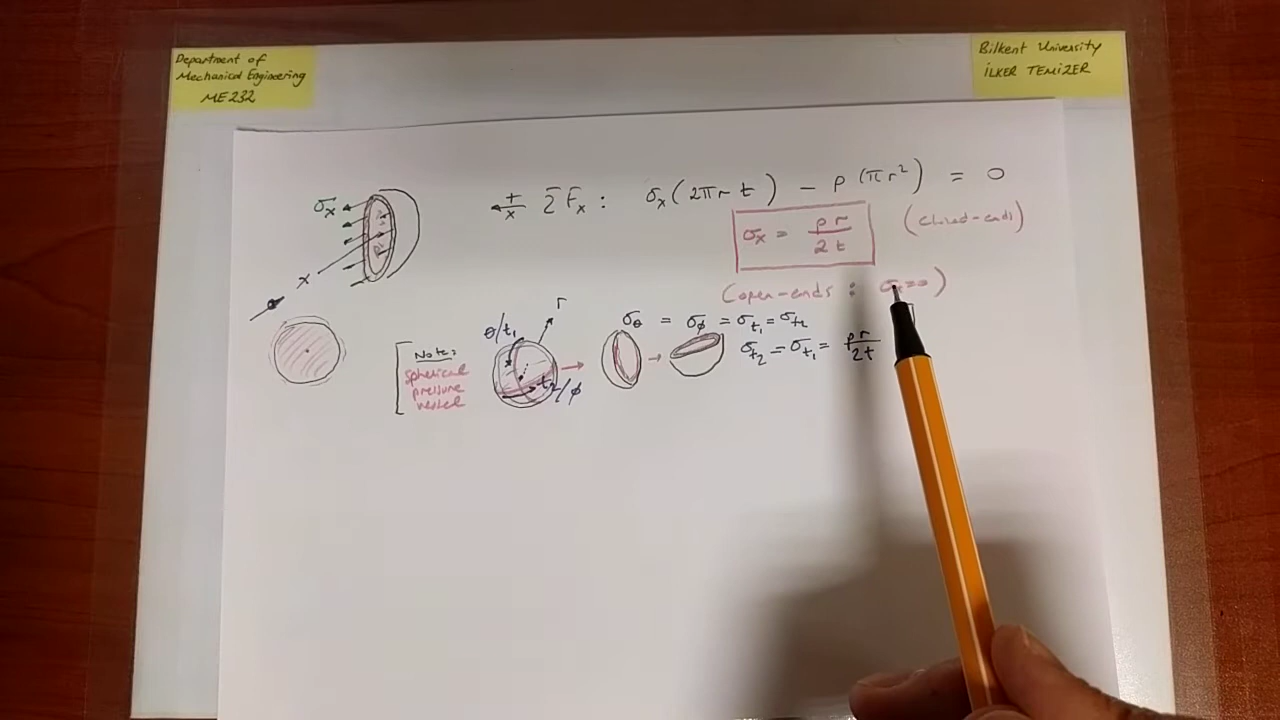 Department of
Mechanical Engineering
ME232
Bilkent University
İLKER TEMİZER
σx
x
+← x ΣFx : σx (2πr t) − p (πr²) = 0
σx = pr / 2t (closed-ends)
(open-ends : σx=0)
Note:
spherical
pressure
vessel
θ/t1
r
t2/ϕ
σθ = σϕ = σt1 = σt2
σt2 = σt1 = pr / 2t